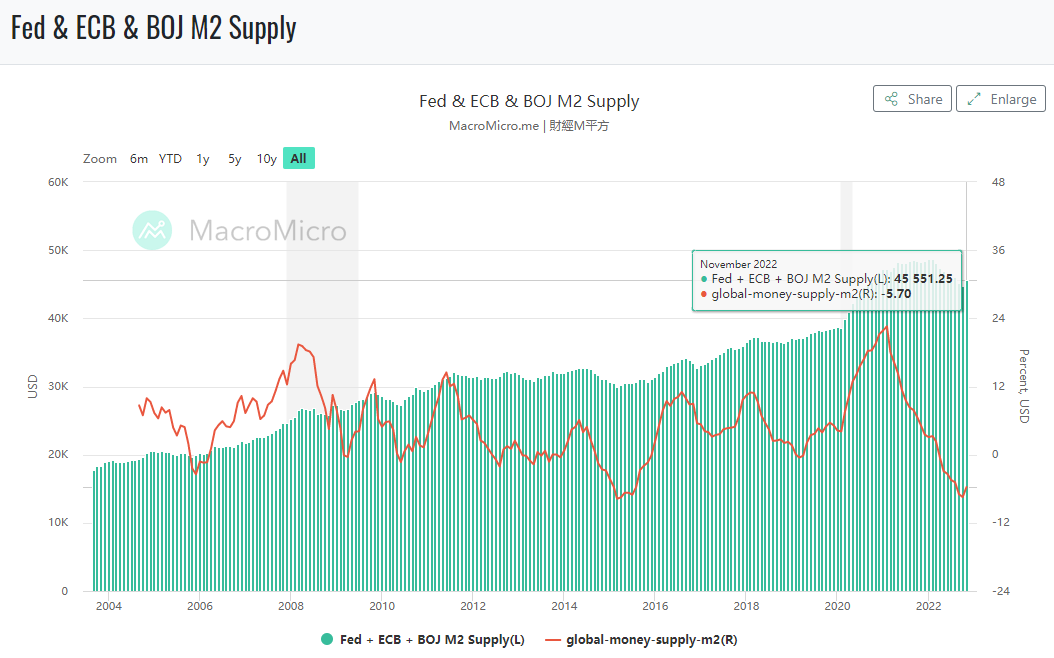 Fed & ECB & BOJ M2 Supply
Fed & ECB & BOJ M2 Supply
MacroMicro.me | 財經M平方
Share
Enlarge
Zoom 6m YTD 1y 5y 10y All
60K
50K
40K
30K
20K
10K
0
USD
48
36
24
12
0
-12
-24
Percent, USD
MacroMicro
November 2022
Fed + ECB + BOJ M2 Supply(L): 45 551.25
global-money-supply-m2(R): -5.70
2004 2006 2008 2010 2012 2014 2016 2018 2020 2022
Fed + ECB + BOJ M2 Supply(L) global-money-supply-m2(R)